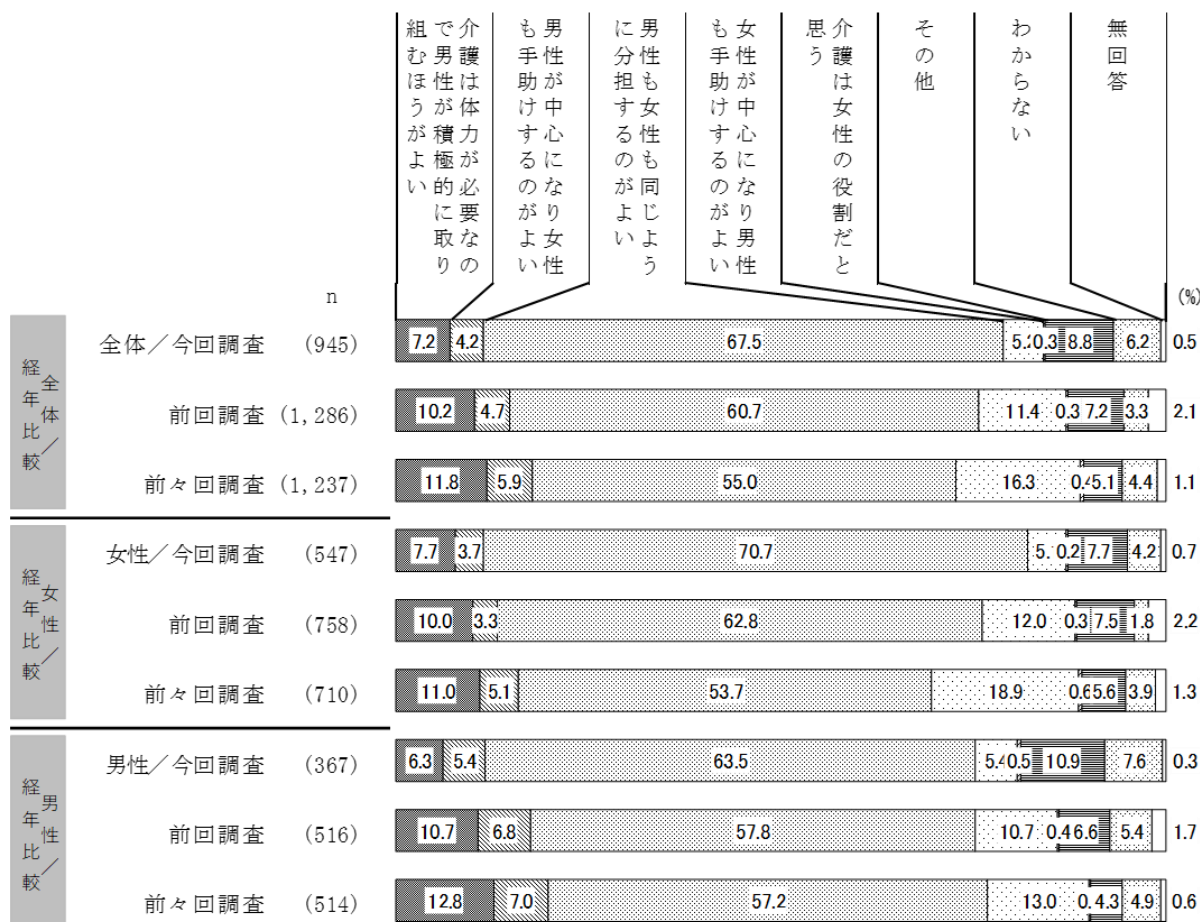 介護は体力が必要なの
で男性が積極的に取り
組むほうがよい
男性が中心になり女性
も手助けするのがよい
男性も女性も同じよう
に分担するのがよい
女性が中心になり男性
も手助けするのがよい
介護は女性の役割だと
思う
その他
わからない
無回答
n
(%)
全体／
経年比較
全体／今回調査 (945) 7.2 4.2 67.5 0.3 8.8 6.2 0.5
前回調査 (1,286) 10.2 4.7 60.7 11.4 0.3 7.2 3.3 2.1
前々回調査 (1,237) 11.8 5.9 55.0 16.3 0.4 5.1 4.4 1.1
女性／
経年比較
女性／今回調査 (547) 7.7 3.7 70.7 0.2 7.7 4.2 0.7
前回調査 (758) 10.0 3.3 62.8 12.0 0.3 7.5 1.8 2.2
前々回調査 (710) 11.0 5.1 53.7 18.9 0.6 5.6 3.9 1.3
男性／
経年比較
男性／今回調査 (367) 6.3 5.4 63.5 5.4 0.5 10.9 7.6 0.3
前回調査 (516) 10.7 6.8 57.8 10.7 0.4 6.6 5.4 1.7
前々回調査 (514) 12.8 7.0 57.2 13.0 4.3 4.9 0.6